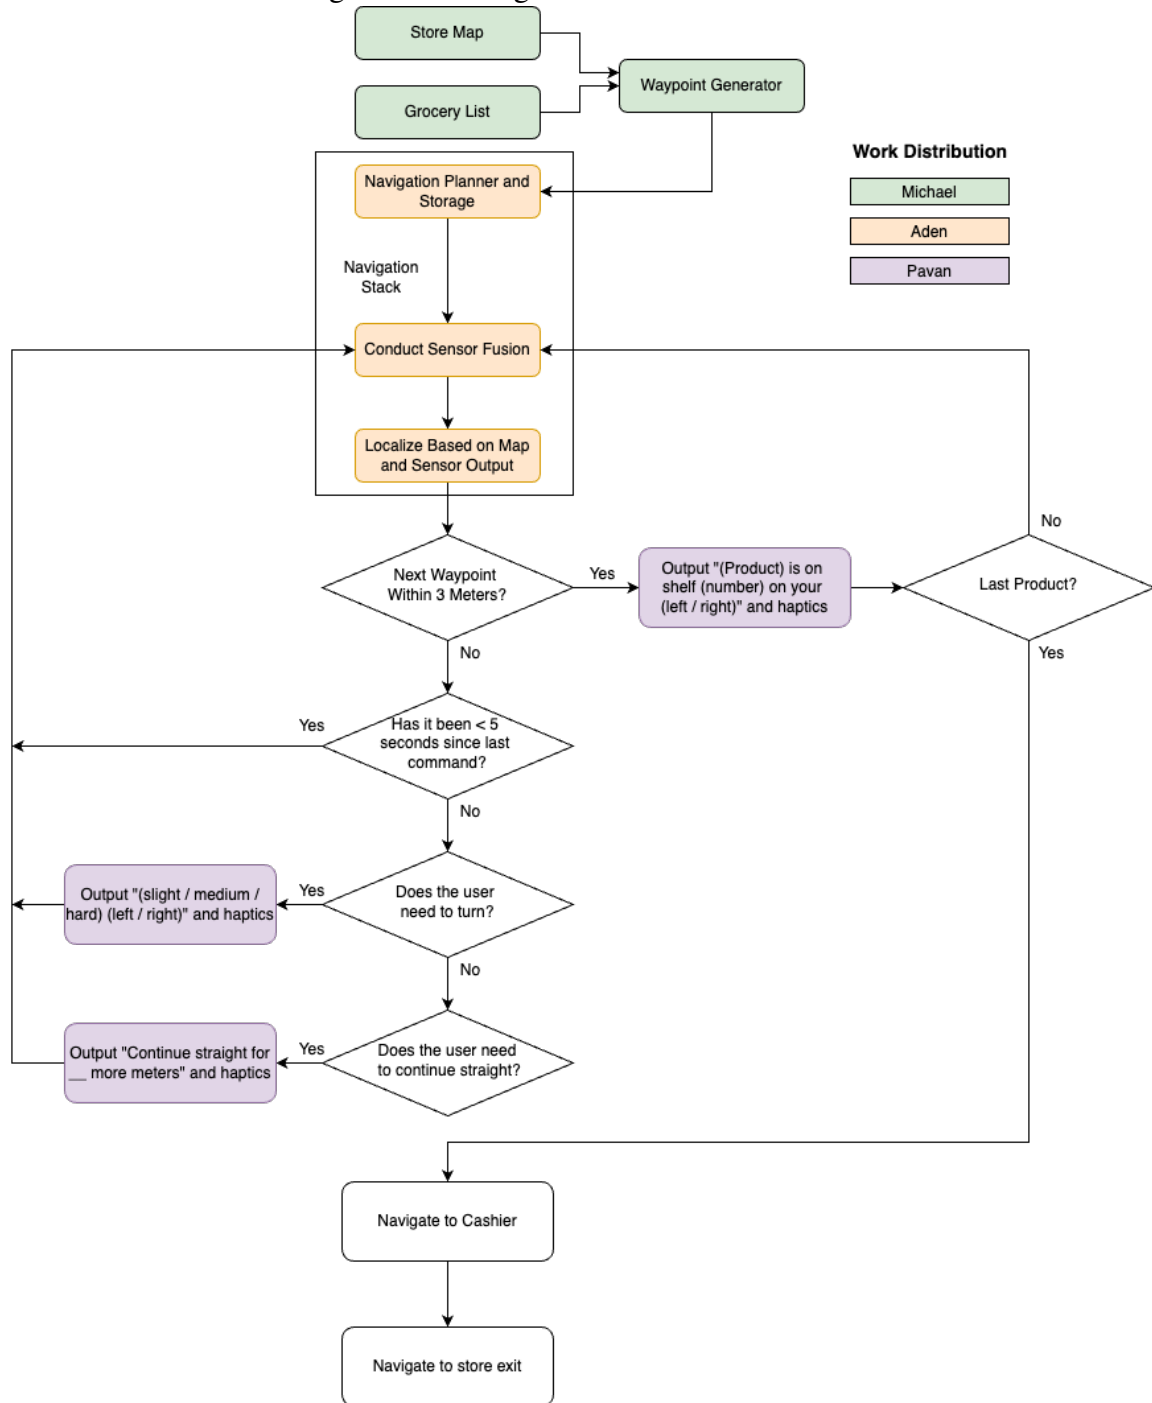 Store Map
Grocery List
Waypoint Generator
Work Distribution
Michael
Aden
Pavan
Navigation Planner and
Storage
Navigation
Stack
Conduct Sensor Fusion
Localize Based on Map
and Sensor Output
Next Waypoint
Within 3 Meters?
Yes
Output "(Product) is on
shelf (number) on your
(left / right)" and haptics
Last Product?
No
Yes
No
Has it been < 5
seconds since last
command?
Yes
No
Does the user
need to turn?
Yes
Output "(slight / medium /
hard) (left / right)" and haptics
No
Does the user need
to continue straight?
Yes
Output "Continue straight for
__ more meters" and haptics
Navigate to Cashier
Navigate to store exit